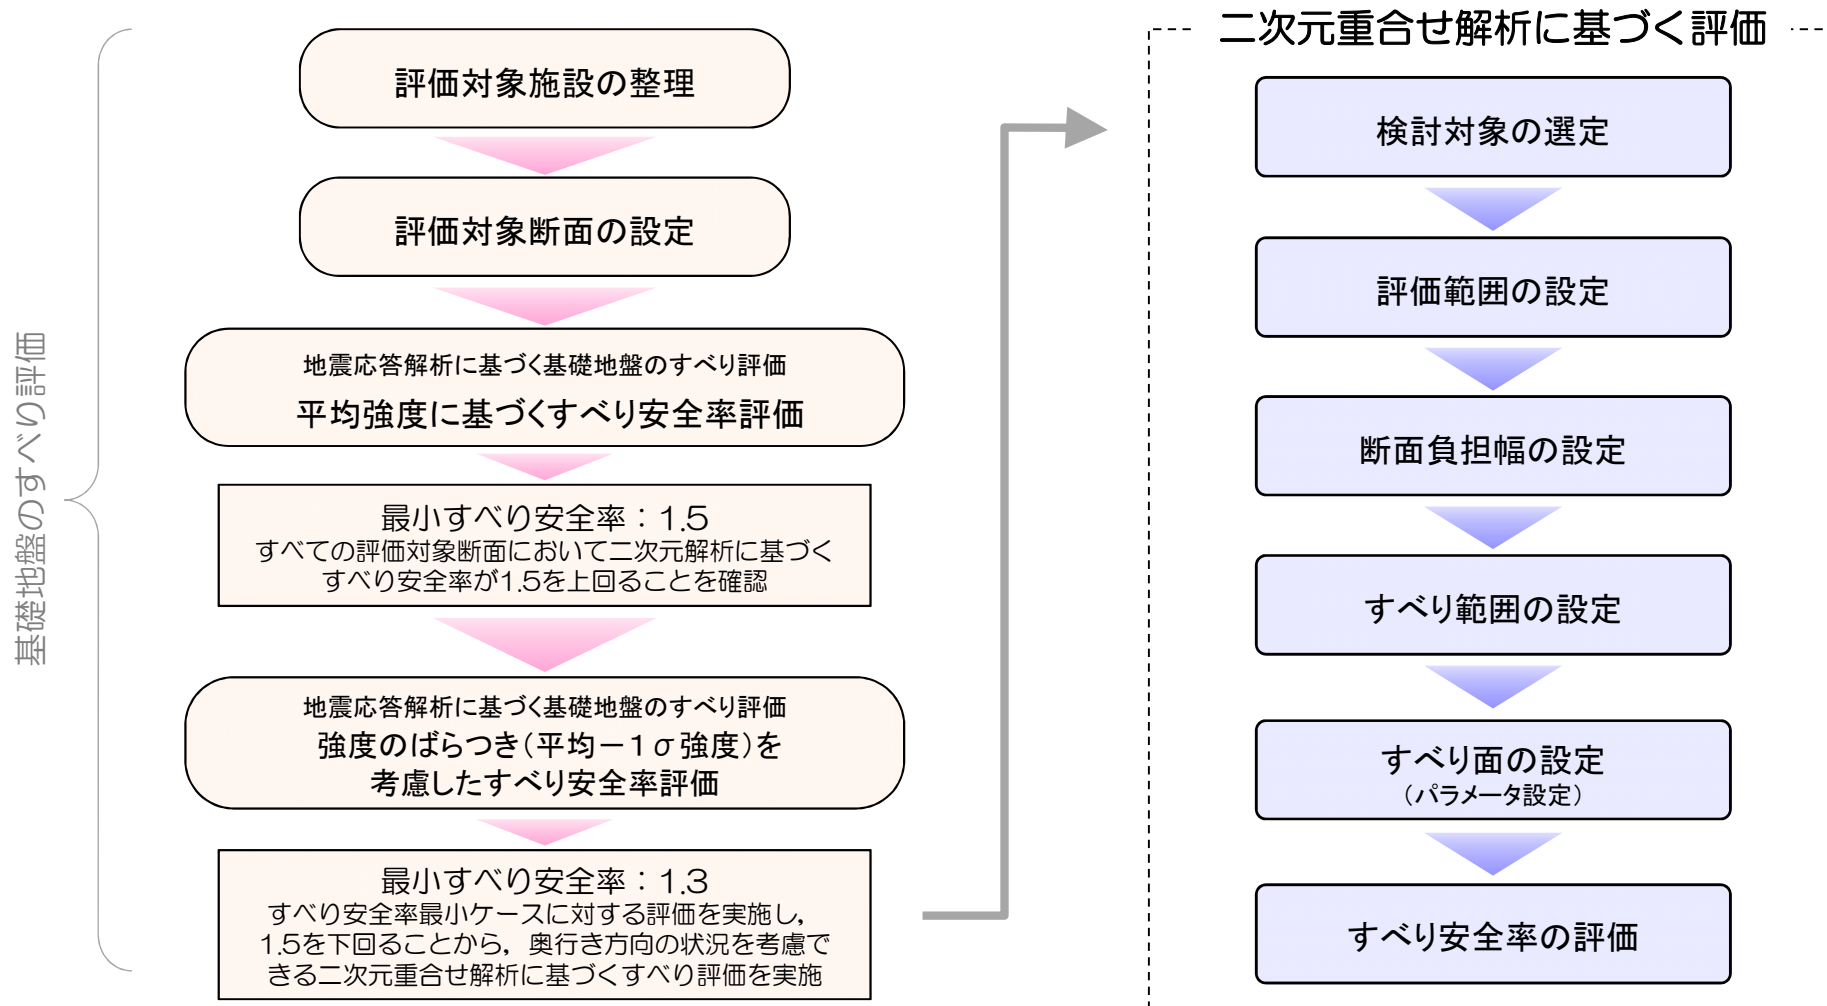 基礎地盤のすべり評価
評価対象施設の整理
評価対象断面の設定
地震応答解析に基づく基礎地盤のすべり評価
平均強度に基づくすべり安全率評価
最小すべり安全率：1.5
すべての評価対象断面において二次元解析に基づく
すべり安全率が1.5を上回ることを確認
地震応答解析に基づく基礎地盤のすべり評価
強度のばらつき（平均－１σ強度）を
考慮したすべり安全率評価
最小すべり安全率：1.3
すべり安全率最小ケースに対する評価を実施し，
1.5を下回ることから，奥行き方向の状況を考慮で
きる二次元重合せ解析に基づくすべり評価を実施
二次元重合せ解析に基づく評価
検討対象の選定
評価範囲の設定
断面負担幅の設定
すべり範囲の設定
すべり面の設定
（パラメータ設定）
すべり安全率の評価